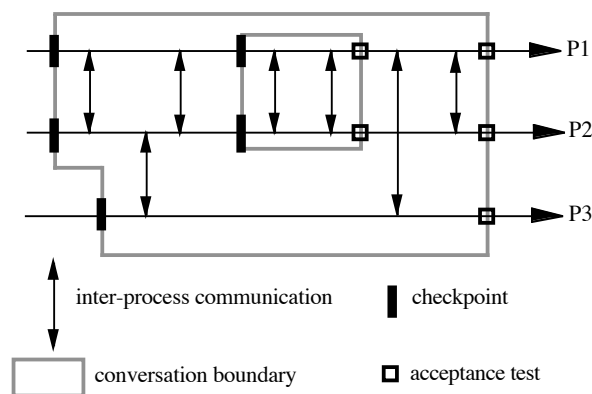 P1
P2
P3
inter-process communication
checkpoint
conversation boundary
acceptance test